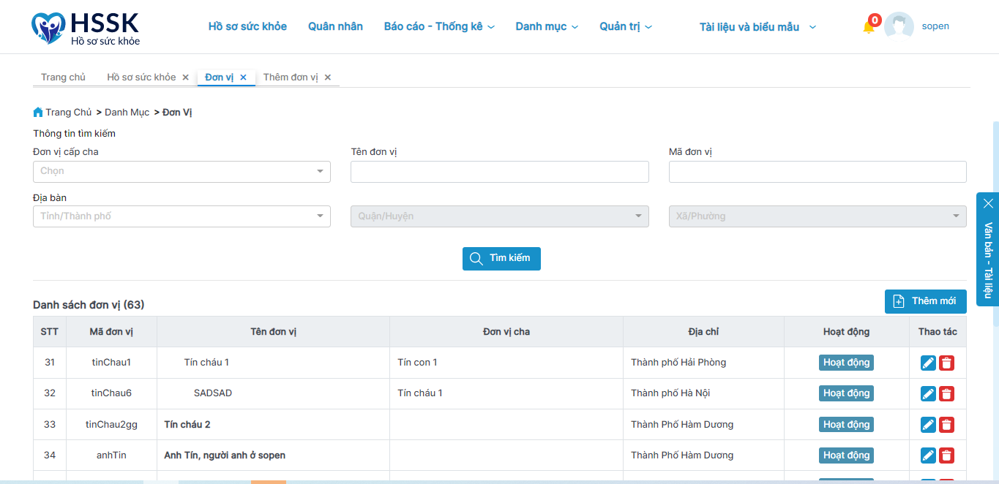 HSSK
Hồ sơ sức khỏe
Hồ sơ sức khỏe Quân nhân Báo cáo - Thống kê Danh mục Quản trị Tài liệu và biểu mẫu 0 sopen
Trang chủ Hồ sơ sức khỏe Đơn vị Thêm đơn vị
Trang Chủ > Danh Mục > Đơn Vị
Thông tin tìm kiếm
Đơn vị cấp cha Tên đơn vị Mã đơn vị
Chọn
Địa bàn
Tỉnh/Thành phố Quận/Huyện Xã/Phường
Văn bản - Tài liệu
Tìm kiếm
Danh sách đơn vị (63) Thêm mới
STT Mã đơn vị Tên đơn vị Đơn vị cha Địa chỉ Hoạt động Thao tác
31 tinChau1 Tín cháu 1 Tín con 1 Thành phố Hải Phòng Hoạt động
32 tinChau6 SADSAD Tín cháu 1 Thành phố Hà Nội Hoạt động
33 tinChau2gg Tín cháu 2 Thành Phố Hàm Dương Hoạt động
34 anhTin Anh Tín, người anh ở sopen Thành Phố Hàm Dương Hoạt động